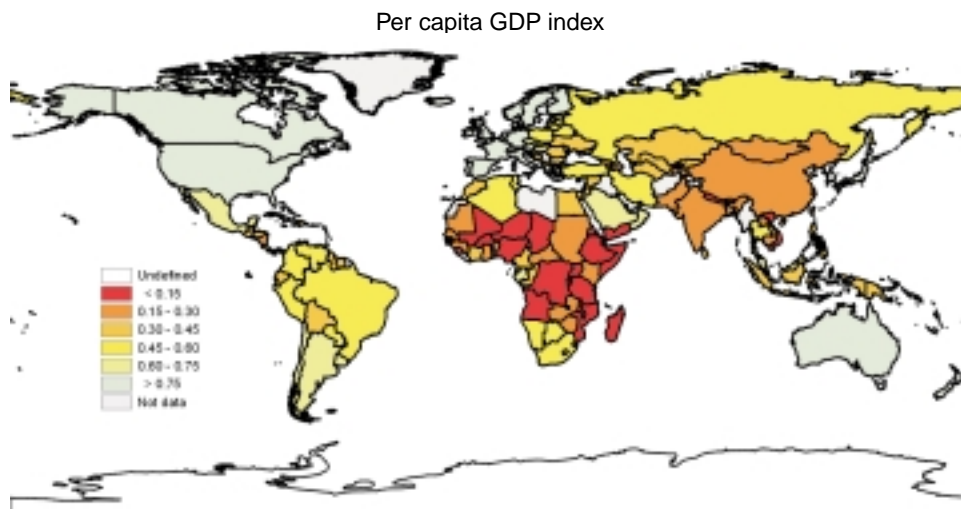 Per capita GDP index
Undefined
< 0.15
0.15 - 0.30
0.30 - 0.45
0.45 - 0.60
0.60 - 0.75
> 0.75
Not data